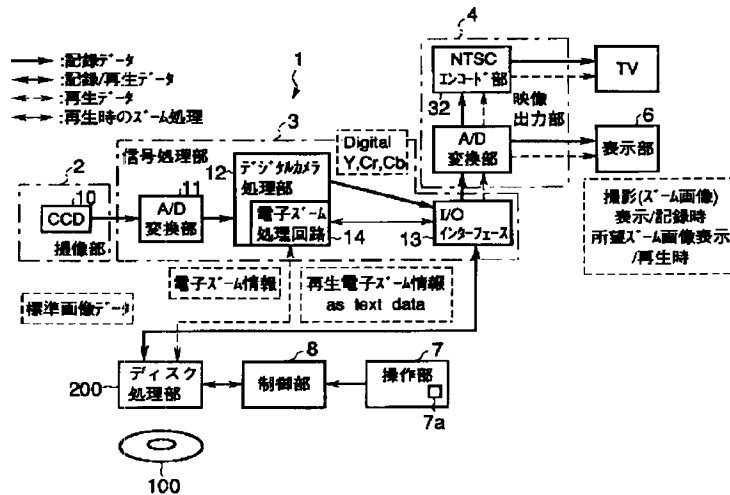 :記録データ
:記録/再生データ
:再生データ
:再生時のズーム処理
1
2
撮像部
10
CCD
3
信号処理部
11
A/D
変換部
12
デジタルカメラ
処理部
電子ズーム
処理回路
14
Digital
Y,Cr,Cb
13
I/O
インターフェース
4
NTSC
エンコード部
32
映像
出力部
A/D
変換部
TV
6
表示部
撮影(ズーム画像)
表示/記録時
所望ズーム画像表示
/再生時
電子ズーム情報
再生電子ズーム情報
as text data
標準画像データ
200
ディスク
処理部
8
制御部
7
操作部
7a
100